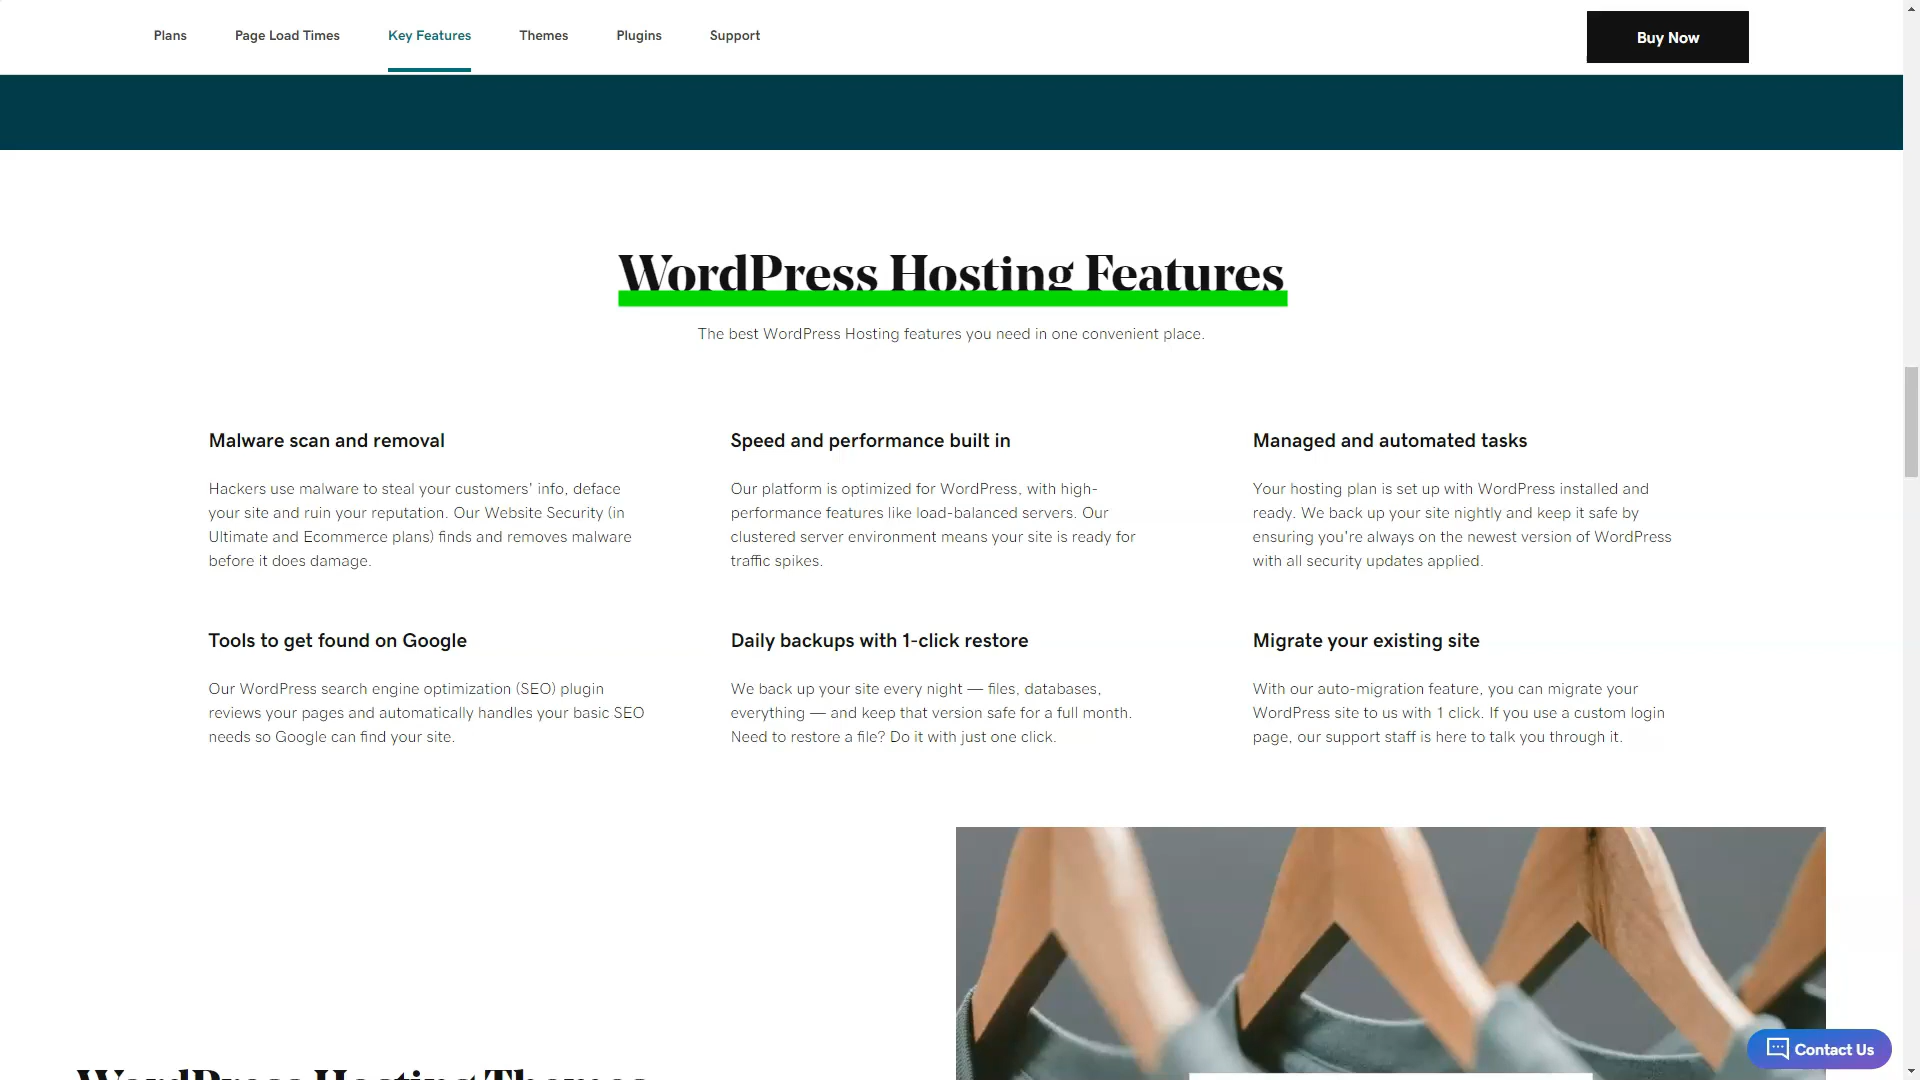 Plans Page Load Times Key Features Themes Plugins Support Buy Now
WordPress Hosting Features
The best WordPress Hosting features you need in one convenient place.
Malware scan and removal
Hackers use malware to steal your customers' info, deface
your site and ruin your reputation. Our Website Security (in
Ultimate and Ecommerce plans) finds and removes malware
before it does damage.
Speed and performance built in
Our platform is optimized for WordPress, with high-
performance features like load-balanced servers. Our
clustered server environment means your site is ready for
traffic spikes.
Managed and automated tasks
Your hosting plan is set up with WordPress installed and
ready. We back up your site nightly and keep it safe by
ensuring you're always on the newest version of WordPress
with all security updates applied.
Tools to get found on Google
Our WordPress search engine optimization (SEO) plugin
reviews your pages and automatically handles your basic SEO
needs so Google can find your site.
Daily backups with 1-click restore
We back up your site every night — files, databases,
everything — and keep that version safe for a full month.
Need to restore a file? Do it with just one click.
Migrate your existing site
With our auto-migration feature, you can migrate your
WordPress site to us with 1 click. If you use a custom login
page, our support staff is here to talk you through it.
WordPress Hosting Themes
Contact Us